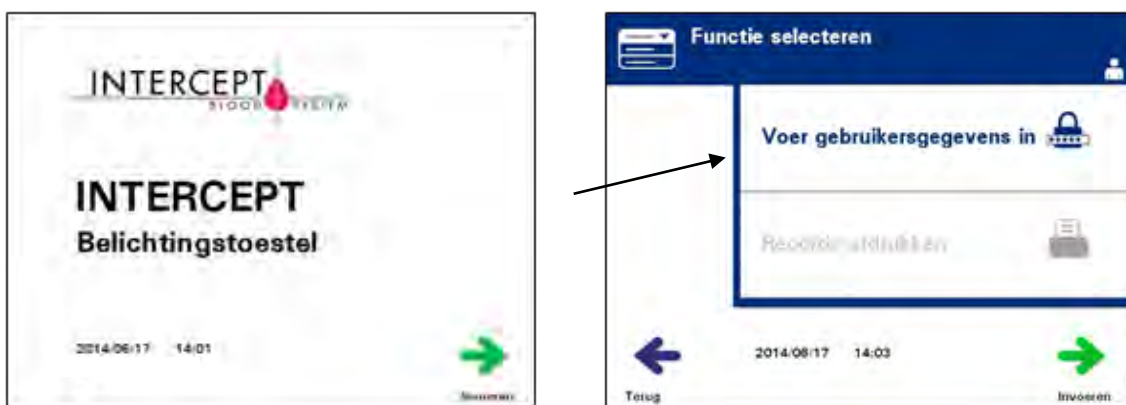 INTERCEPT
BLOOD SYSTEM
INTERCEPT
Belichtingstoestel
2014/06/17 14:01
Functie selecteren
Voer gebruikersgegevens in
afdrukken
2014/06/17 14:03
Terug
Invoeren